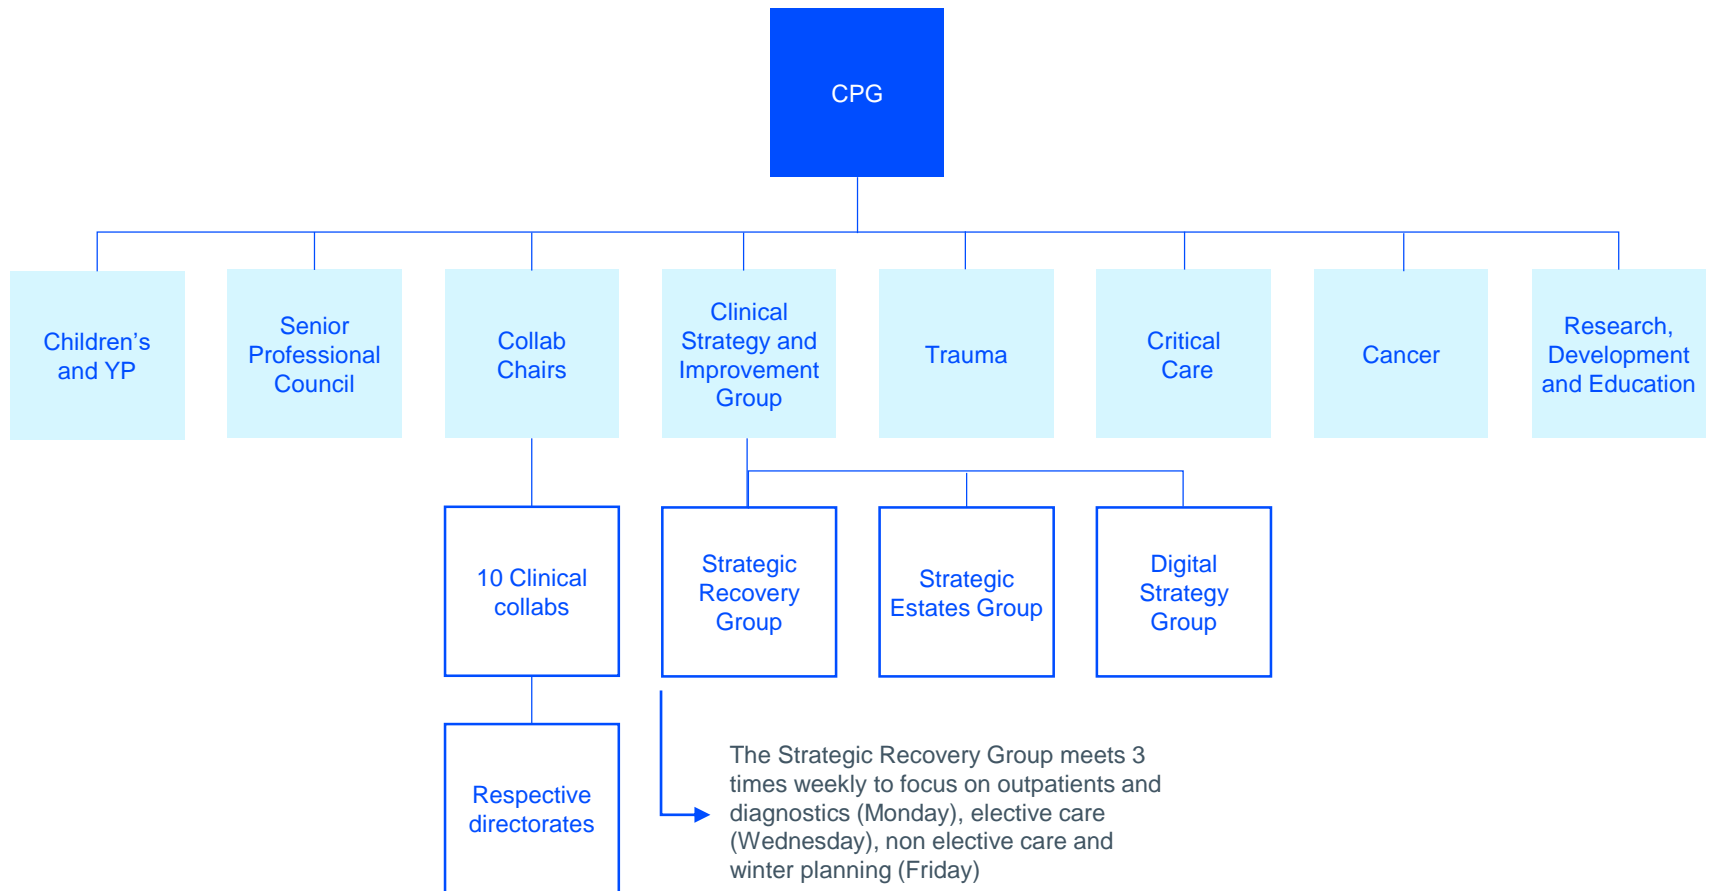 CPG
Children’s
and YP
Senior
Professional
Council
Collab
Chairs
Clinical
Strategy and
Improvement
Group
Trauma
Critical
Care
Cancer
Research,
Development
and Education
10 Clinical
collabs
Strategic
Recovery
Group
Strategic
Estates Group
Digital
Strategy
Group
Respective
directorates
The Strategic Recovery Group meets 3
times weekly to focus on outpatients and
diagnostics (Monday), elective care
(Wednesday), non elective care and
winter planning (Friday)